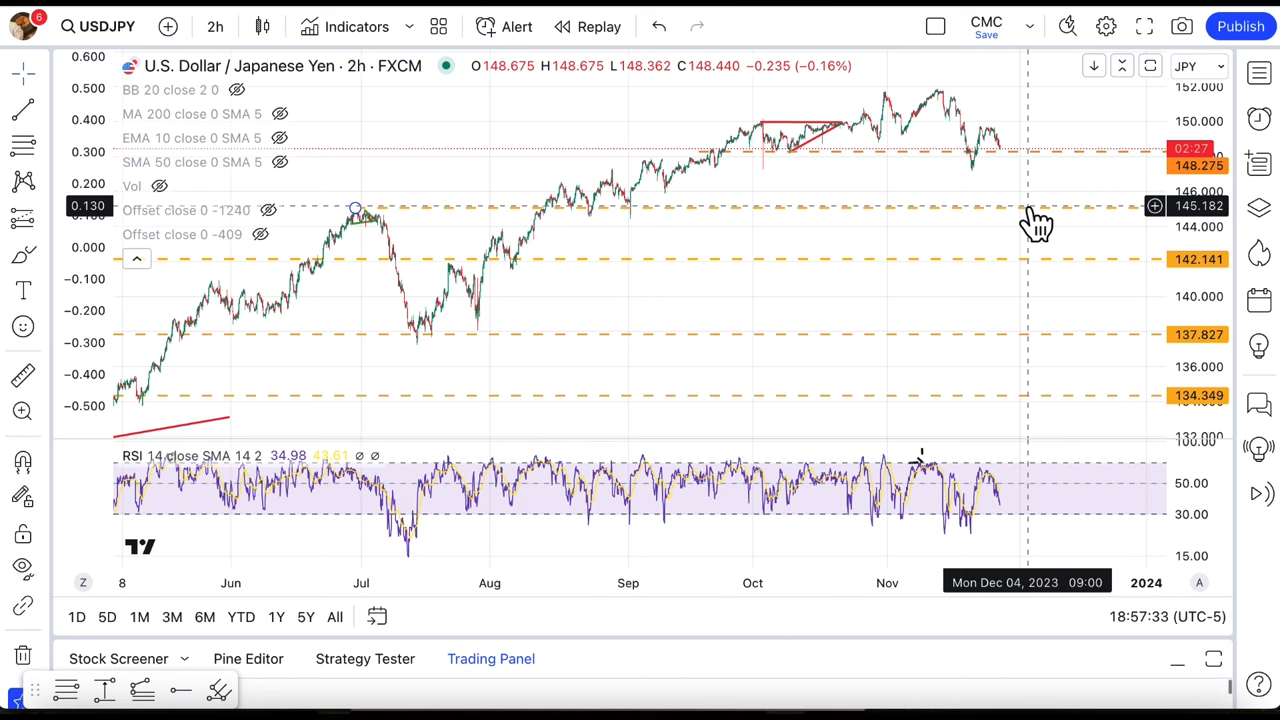 6
USDJPY
2h
Indicators
Alert
Replay
CMC
Save
Publish
U.S. Dollar / Japanese Yen · 2h · FXCM
O148.675 H148.675 L148.362 C148.440 −0.235 (−0.16%)
JPY
BB 20 close 2 0
MA 200 close 0 SMA 5
EMA 10 close 0 SMA 5
SMA 50 close 0 SMA 5
Vol
Offset close 0 -1240
Offset close 0 -409
0.600
0.500
0.400
0.300
0.200
0.130
0.000
-0.100
-0.200
-0.300
-0.400
-0.500
152.000
150.000
02:27
148.275
146.000
145.182
144.000
142.141
140.000
137.827
136.000
134.349
132.000
RSI 14 close SMA 14 2 34.98 43.61 ∅ ∅
50.00
30.00
15.00
Z
8
Jun
Jul
Aug
Sep
Oct
Nov
Mon Dec 04, 2023 09:00
2024
A
1D 5D 1M 3M 6M YTD 1Y 5Y All
18:57:33 (UTC-5)
Stock Screener
Pine Editor
Strategy Tester
Trading Panel